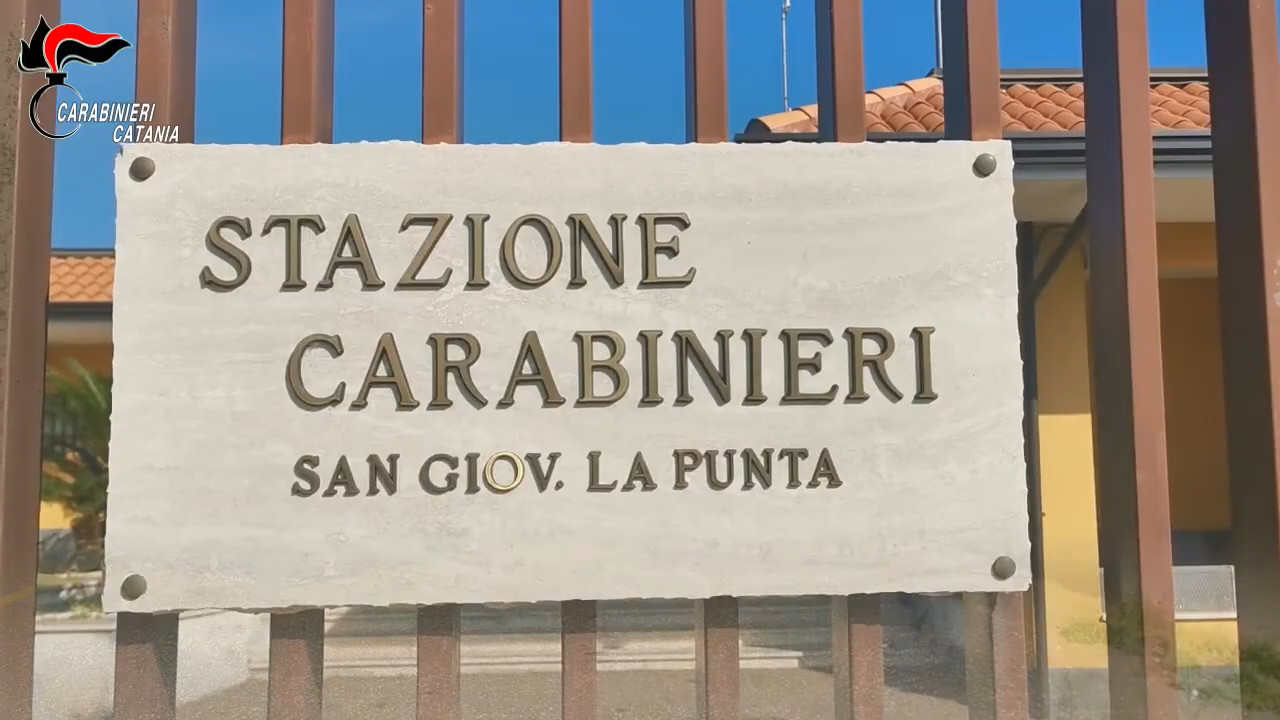 CARABINIERI
CATANIA
STAZIONE
CARABINIERI
SAN GIOV. LA PUNTA